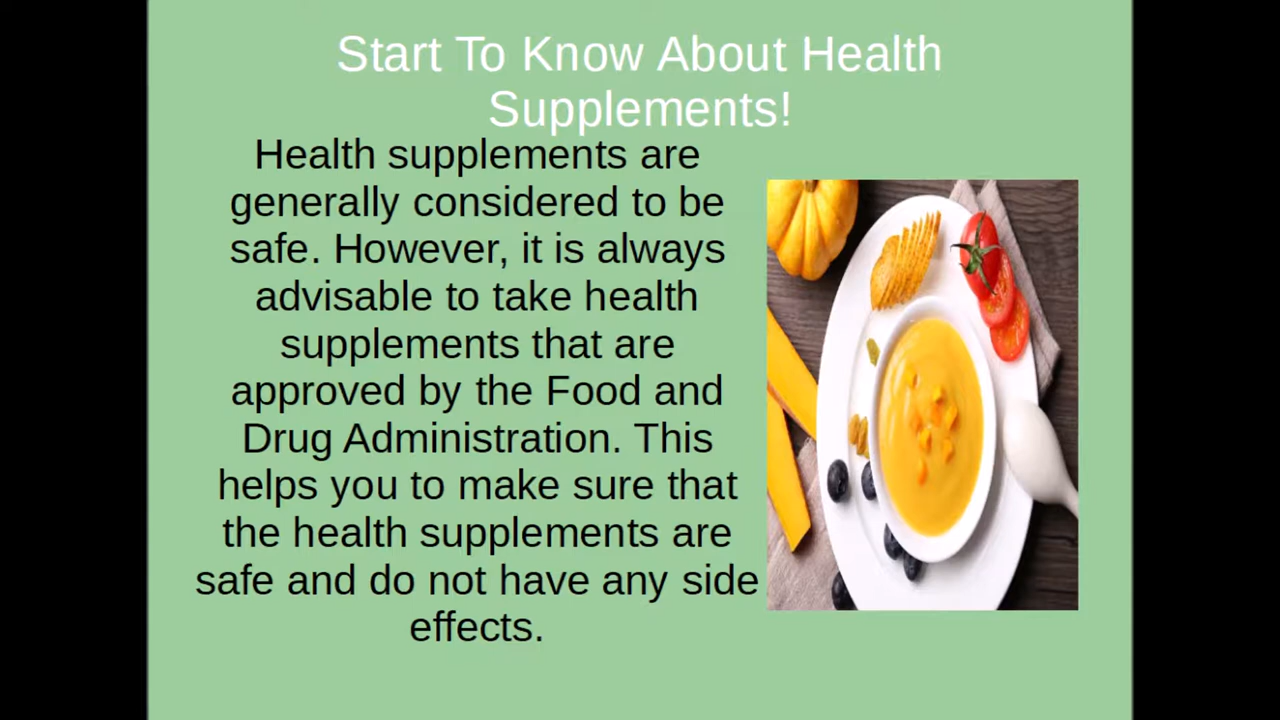 Start To Know About Health
Supplements!
Health supplements are
generally considered to be
safe. However, it is always
advisable to take health
supplements that are
approved by the Food and
Drug Administration. This
helps you to make sure that
the health supplements are
safe and do not have any side
effects.